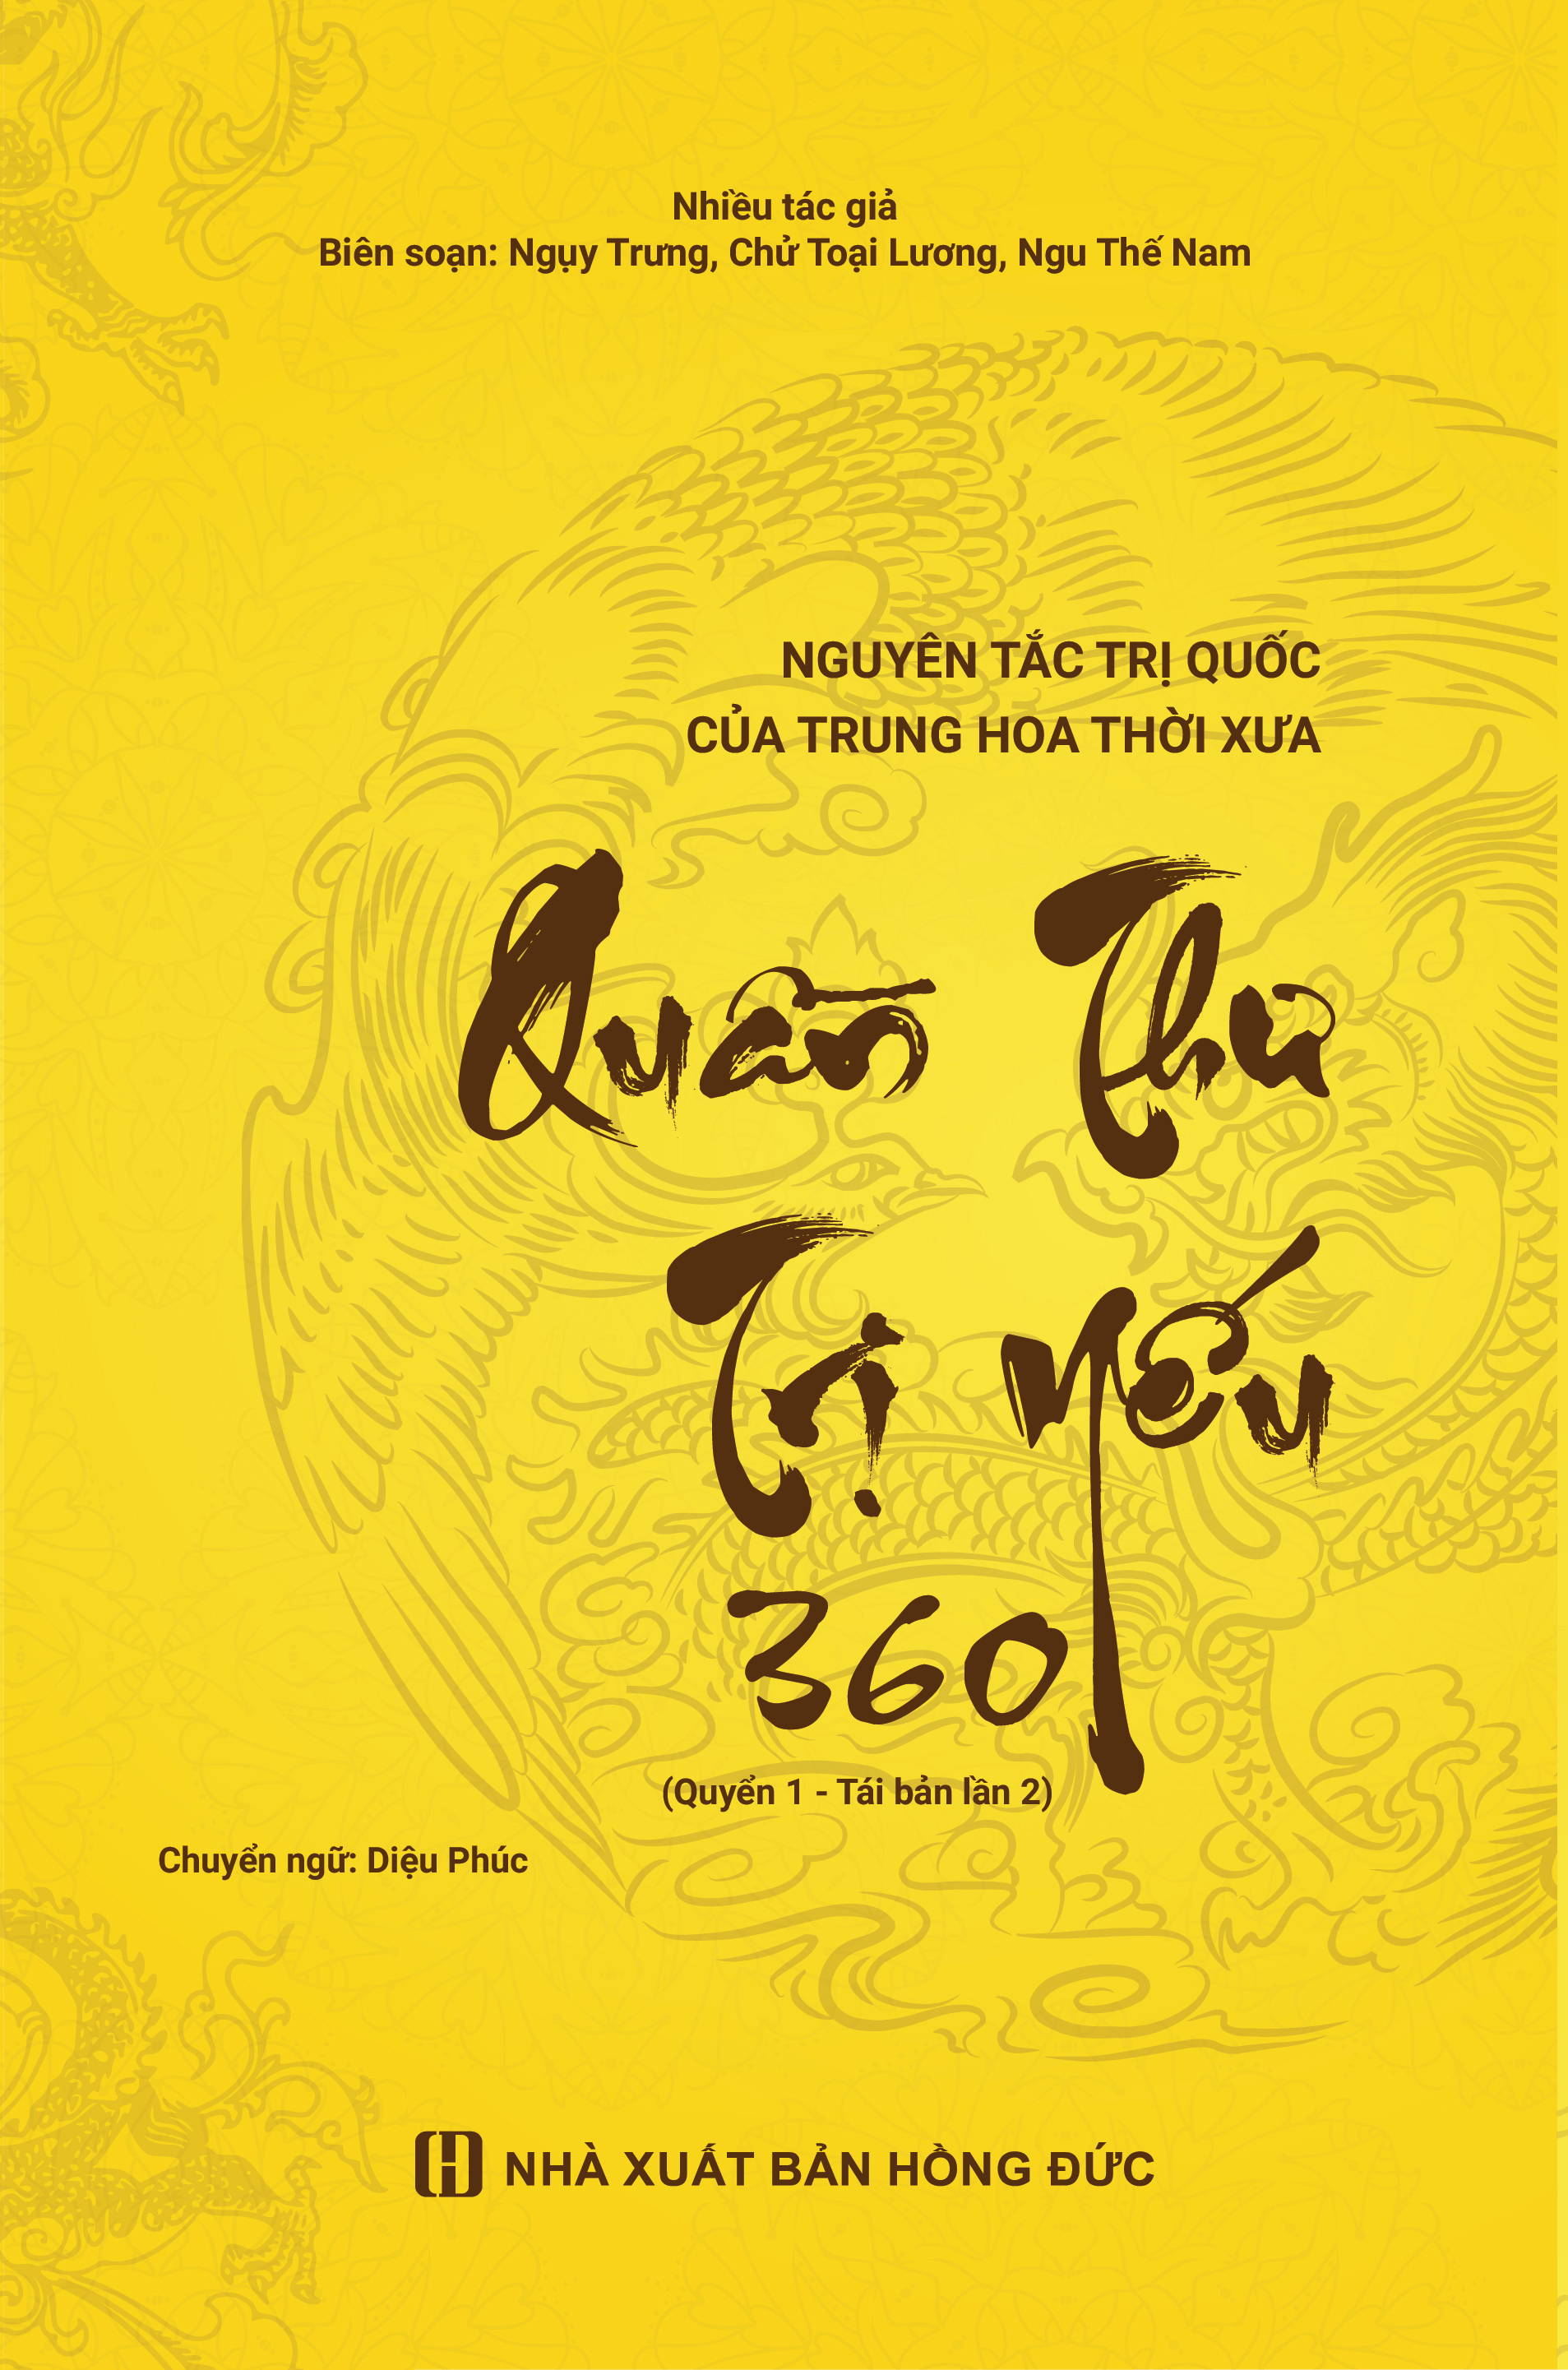 Nhiều tác giả
Biên soạn: Ngụy Trưng, Chử Toại Lương, Ngu Thế Nam
NGUYÊN TẮC TRỊ QUỐC
CỦA TRUNG HOA THỜI XƯA
Quần Thư
Trị Yếu
360
(Quyển 1 - Tái bản lần 2)
Chuyển ngữ: Diệu Phúc
NHÀ XUẤT BẢN HỒNG ĐỨC